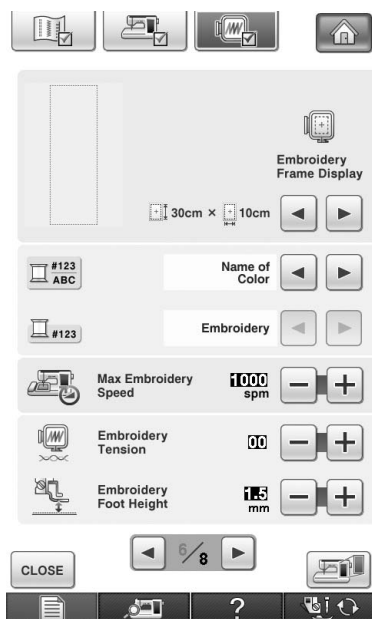 Embroidery
Frame Display
30cm × 10cm
#123
ABC
Name of
Color
#123
Embroidery
Max Embroidery
Speed
1000
spm
Embroidery
Tension
00
Embroidery
Foot Height
1.5
mm
CLOSE
6/8
?